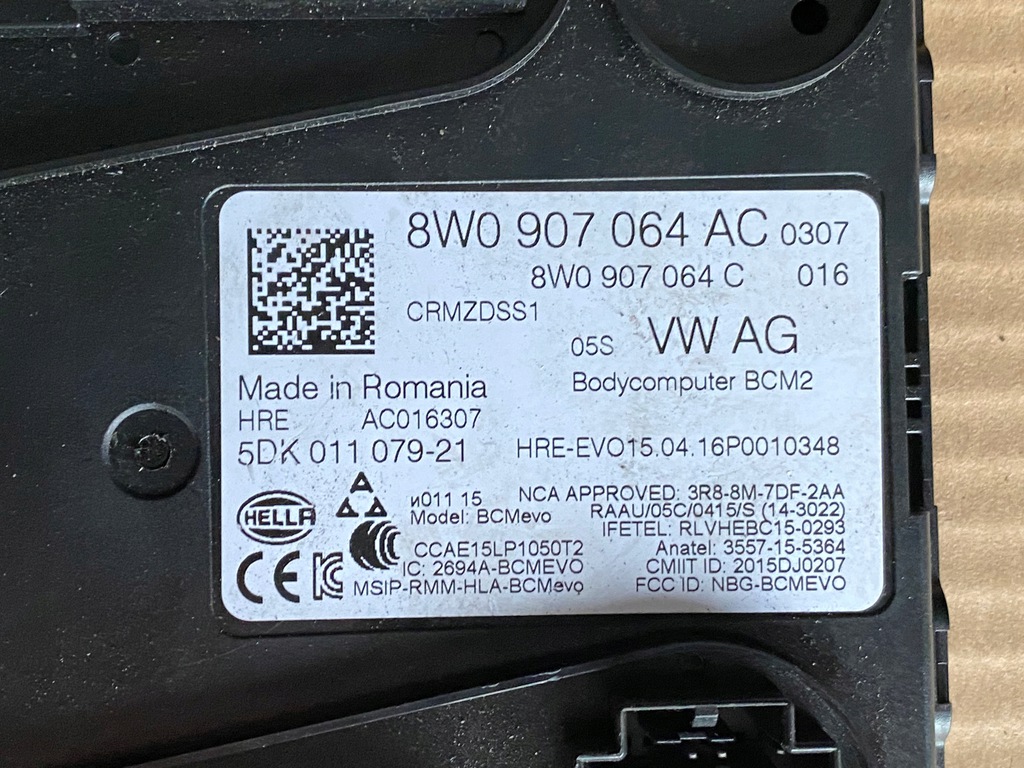 8W0 907 064 AC 0307
8W0 907 064 C 016
CRMZDSS1
05S VW AG
Made in Romania
Bodycomputer BCM2
HRE AC016307
5DK 011 079-21 HRE-EVO15.04.16P0010348
HELLA
011 15 NCA APPROVED: 3R8-8M-7DF-2AA
Model: BCMevo RAAU/05C/0415/S (14-3022)
IFETEL: RLVHEBC15-0293
CCAE15LP1050T2 Anatel: 3557-15-5364
IC: 2694A-BCMEVO CMIIT ID: 2015DJ0207
CE MSIP-RMM-HLA-BCMevo FCC ID: NBG-BCMEVO